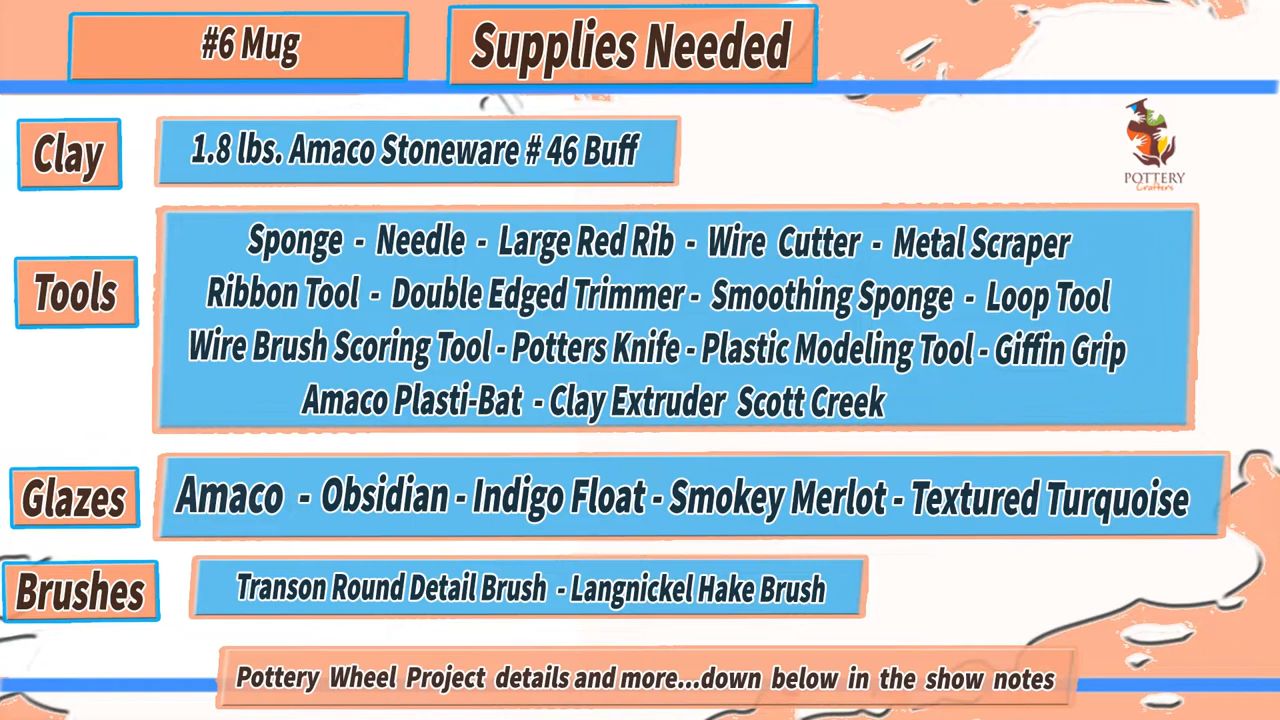 #6 Mug
Supplies Needed
Clay
1.8 lbs. Amaco Stoneware # 46 Buff
POTTERY
Crafters
Tools
Sponge - Needle - Large Red Rib - Wire Cutter - Metal Scraper
Ribbon Tool - Double Edged Trimmer - Smoothing Sponge - Loop Tool
Wire Brush Scoring Tool - Potters Knife - Plastic Modeling Tool - Giffin Grip
Amaco Plasti-Bat - Clay Extruder Scott Creek
Glazes
Amaco - Obsidian - Indigo Float - Smokey Merlot - Textured Turquoise
Brushes
Transon Round Detail Brush - Langnickel Hake Brush
Pottery Wheel Project details and more...down below in the show notes